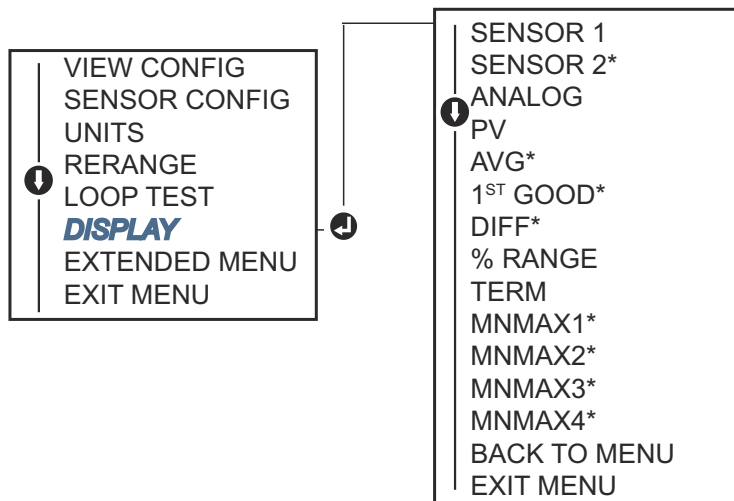 VIEW CONFIG
SENSOR CONFIG
UNITS
RERANGE
LOOP TEST
DISPLAY
EXTENDED MENU
EXIT MENU
SENSOR 1
SENSOR 2*
ANALOG
PV
AVG*
1ST GOOD*
DIFF*
% RANGE
TERM
MNMAX1*
MNMAX2*
MNMAX3*
MNMAX4*
BACK TO MENU
EXIT MENU